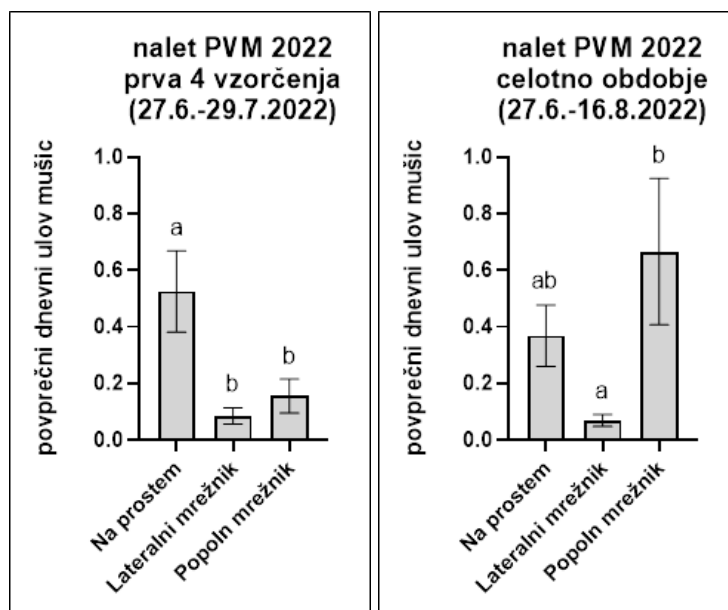 nalet PVM 2022
prva 4 vzorčenja
(27.6.-29.7.2022)
povprečni dnevni ulov mušic
1.0
0.8
0.6
0.4
0.2
0.0
a
b
b
Na prostem
Lateralni mrežnik
Popoln mrežnik
nalet PVM 2022
celotno obdobje
(27.6.-16.8.2022)
povprečni dnevni ulov mušic
1.0
0.8
0.6
0.4
0.2
0.0
ab
a
b
Na prostem
Lateralni mrežnik
Popoln mrežnik